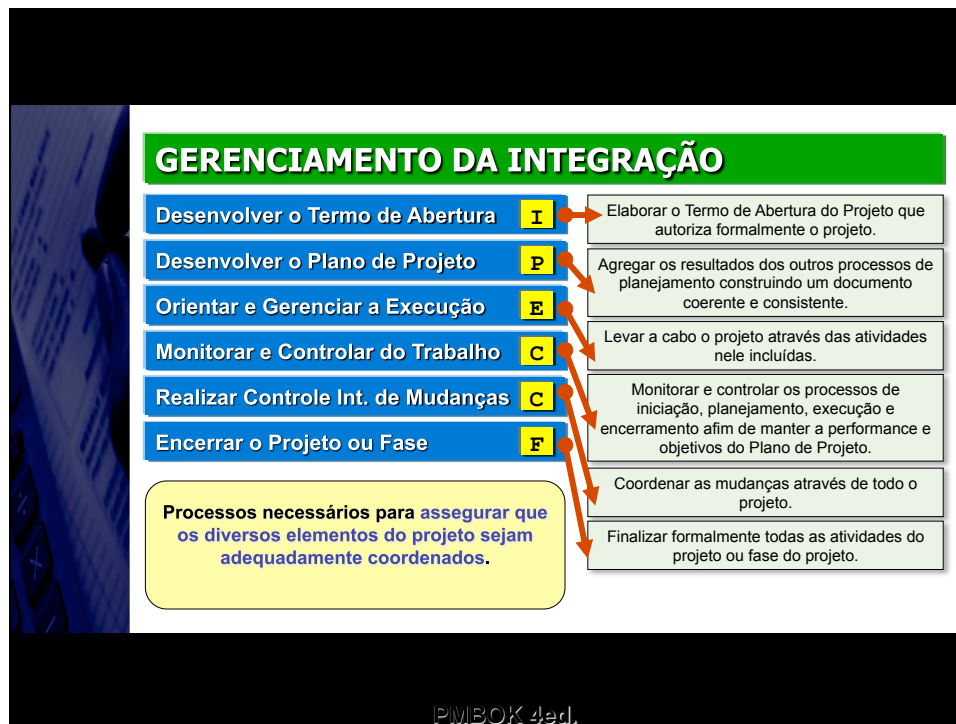 GERENCIAMENTO DA INTEGRAÇÃO
Desenvolver o Termo de Abertura I
Desenvolver o Plano de Projeto P
Orientar e Gerenciar a Execução E
Monitorar e Controlar do Trabalho C
Realizar Controle Int. de Mudanças C
Encerrar o Projeto ou Fase F
Elaborar o Termo de Abertura do Projeto que
autoriza formalmente o projeto.
Agregar os resultados dos outros processos de
planejamento construindo um documento
coerente e consistente.
Levar a cabo o projeto através das atividades
nele incluídas.
Monitorar e controlar os processos de
iniciação, planejamento, execução e
encerramento afim de manter a performance e
objetivos do Plano de Projeto.
Coordenar as mudanças através de todo o
projeto.
Finalizar formalmente todas as atividades do
projeto ou fase do projeto.
Processos necessários para assegurar que
os diversos elementos do projeto sejam
adequadamente coordenados.
PMBOK 4ed.